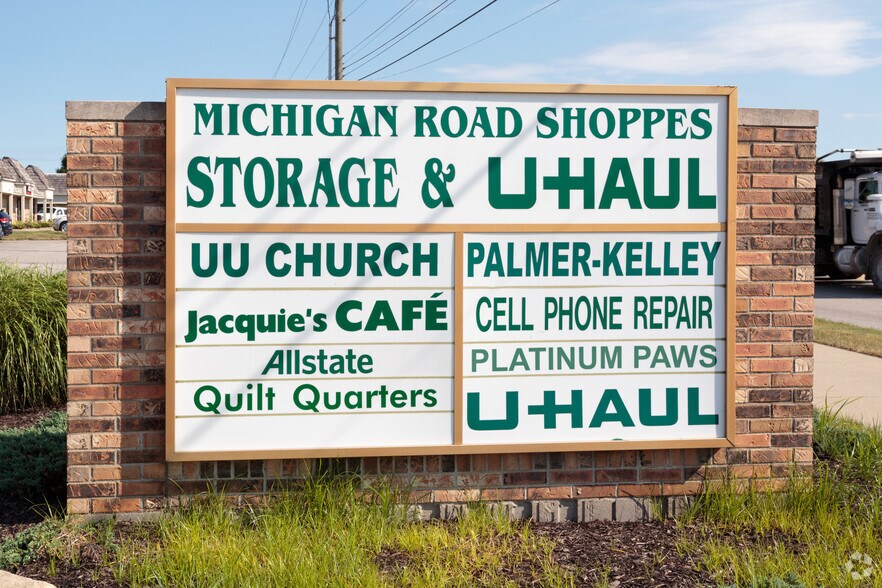 MICHIGAN ROAD SHOPPES
STORAGE & U-HAUL
UU CHURCH
Jacquie's CAFÉ
Allstate
Quilt Quarters
PALMER-KELLEY
CELL PHONE REPAIR
PLATINUM PAWS
U-HAUL